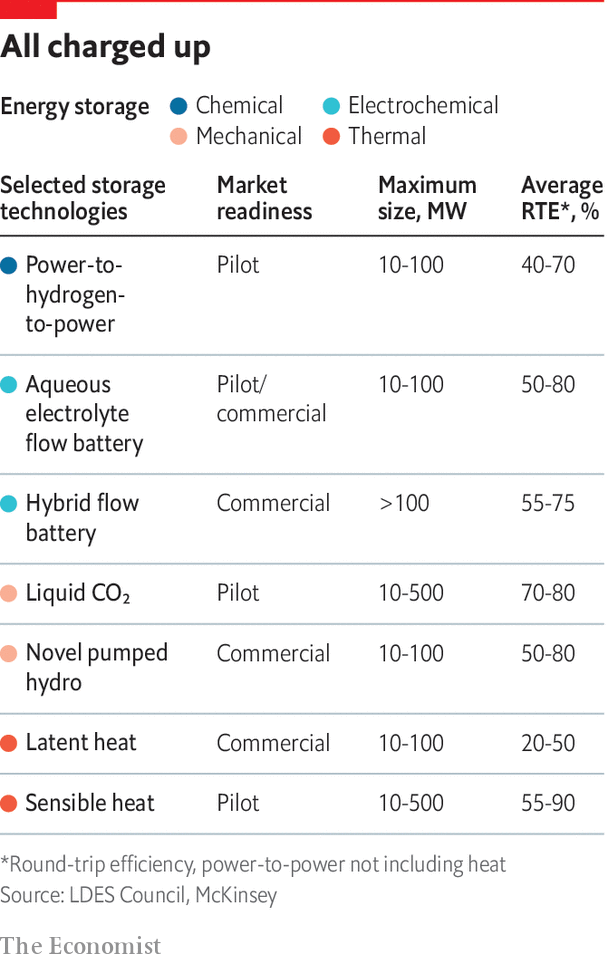 All charged up
Energy storage Chemical Electrochemical
Mechanical Thermal
Selected storage technologies Market readiness Maximum size, MW Average RTE*, %
Power-to-hydrogen-to-power Pilot 10-100 40-70
Aqueous electrolyte flow battery Pilot/commercial 10-100 50-80
Hybrid flow battery Commercial >100 55-75
Liquid CO₂ Pilot 10-500 70-80
Novel pumped hydro Commercial 10-100 50-80
Latent heat Commercial 10-100 20-50
Sensible heat Pilot 10-500 55-90
*Round-trip efficiency, power-to-power not including heat
Source: LDES Council, McKinsey
The Economist